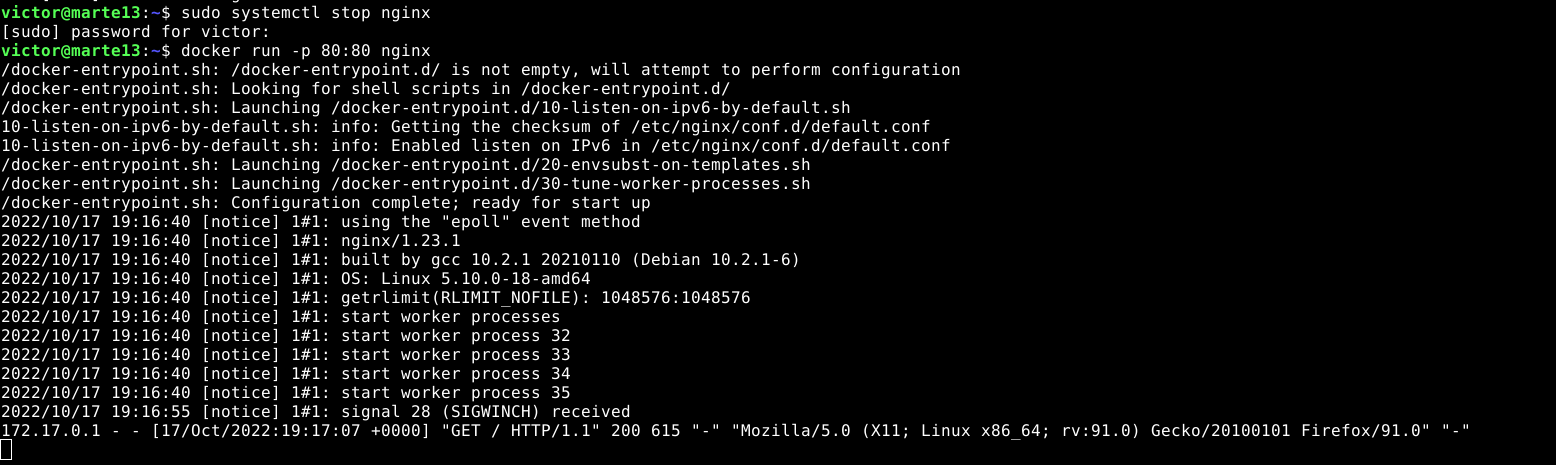 victor@marte13:~$ sudo systemctl stop nginx
[sudo] password for victor:
victor@marte13:~$ docker run -p 80:80 nginx
/docker-entrypoint.sh: /docker-entrypoint.d/ is not empty, will attempt to perform configuration
/docker-entrypoint.sh: Looking for shell scripts in /docker-entrypoint.d/
/docker-entrypoint.sh: Launching /docker-entrypoint.d/10-listen-on-ipv6-by-default.sh
10-listen-on-ipv6-by-default.sh: info: Getting the checksum of /etc/nginx/conf.d/default.conf
10-listen-on-ipv6-by-default.sh: info: Enabled listen on IPv6 in /etc/nginx/conf.d/default.conf
/docker-entrypoint.sh: Launching /docker-entrypoint.d/20-envsubst-on-templates.sh
/docker-entrypoint.sh: Launching /docker-entrypoint.d/30-tune-worker-processes.sh
/docker-entrypoint.sh: Configuration complete; ready for start up
2022/10/17 19:16:40 [notice] 1#1: using the "epoll" event method
2022/10/17 19:16:40 [notice] 1#1: nginx/1.23.1
2022/10/17 19:16:40 [notice] 1#1: built by gcc 10.2.1 20210110 (Debian 10.2.1-6)
2022/10/17 19:16:40 [notice] 1#1: OS: Linux 5.10.0-18-amd64
2022/10/17 19:16:40 [notice] 1#1: getrlimit(RLIMIT_NOFILE): 1048576:1048576
2022/10/17 19:16:40 [notice] 1#1: start worker processes
2022/10/17 19:16:40 [notice] 1#1: start worker process 32
2022/10/17 19:16:40 [notice] 1#1: start worker process 33
2022/10/17 19:16:40 [notice] 1#1: start worker process 34
2022/10/17 19:16:40 [notice] 1#1: start worker process 35
2022/10/17 19:16:55 [notice] 1#1: signal 28 (SIGWINCH) received
172.17.0.1 - - [17/Oct/2022:19:17:07 +0000] "GET / HTTP/1.1" 200 615 "-" "Mozilla/5.0 (X11; Linux x86_64; rv:91.0) Gecko/20100101 Firefox/91.0" "-"